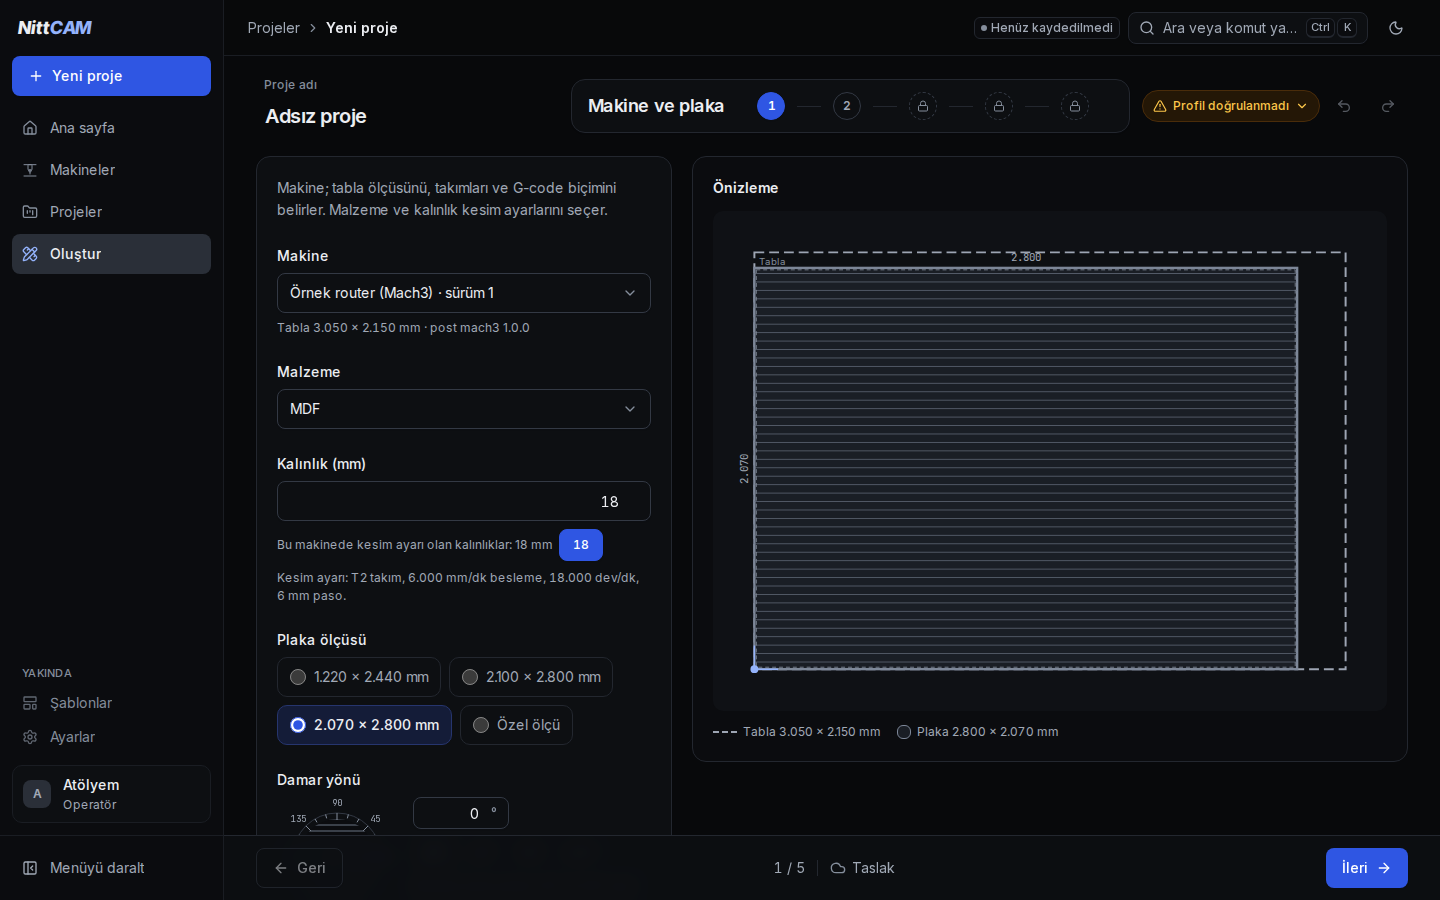 NittCAM
Yeni proje
Ana sayfa
Makineler
Projeler
Oluştur
YAKINDA
Şablonlar
Ayarlar
A
Atölyem
Operatör
Menüyü daralt
Projeler > Yeni proje
Henüz kaydedilmedi
Ara veya komut ya...
Ctrl K
Proje adı
Adsız proje
Makine ve plaka
1
2
Profil doğrulanmadı
Makine; tabla ölçüsünü, takımları ve G-code biçimini
belirler. Malzeme ve kalınlık kesim ayarlarını seçer.
Makine
Örnek router (Mach3) · sürüm 1
Tabla 3.050 × 2.150 mm · post mach3 1.0.0
Malzeme
MDF
Kalınlık (mm)
18
Bu makinede kesim ayarı olan kalınlıklar: 18 mm 18
Kesim ayarı: T2 takım, 6.000 mm/dk besleme, 18.000 dev/dk,
6 mm paso.
Plaka ölçüsü
1.220 × 2.440 mm
2.100 × 2.800 mm
2.070 × 2.800 mm
Özel ölçü
Damar yönü
90
135
45
0 °
Önizleme
Tabla
2.800
2.070
Tabla 3.050 × 2.150 mm
Plaka 2.800 × 2.070 mm
Geri
1 / 5
Taslak
İleri